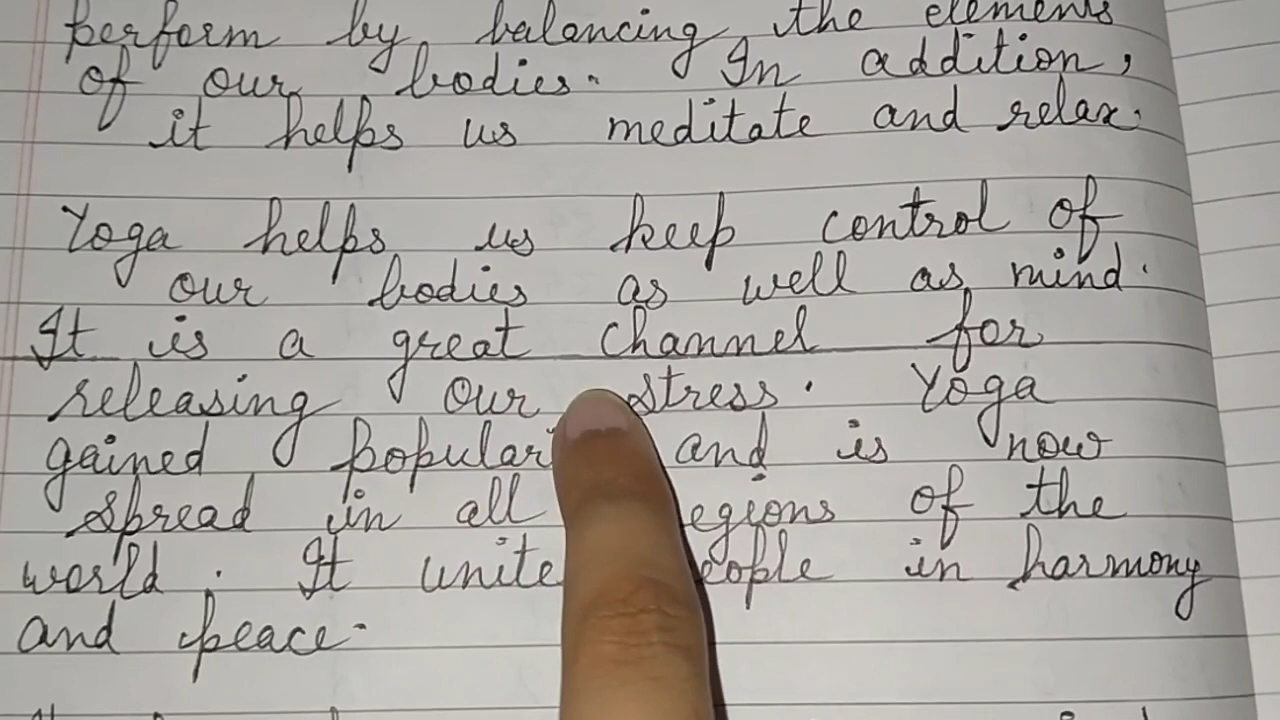 perform by balancing the elements
of our bodies. In addition,
it helps us meditate and relax.
Yoga helps us keep control of
our bodies as well as mind.
It is a great channel for
releasing our stress. Yoga
gained and is now
spread in all of the
world. It in harmony
and peace.